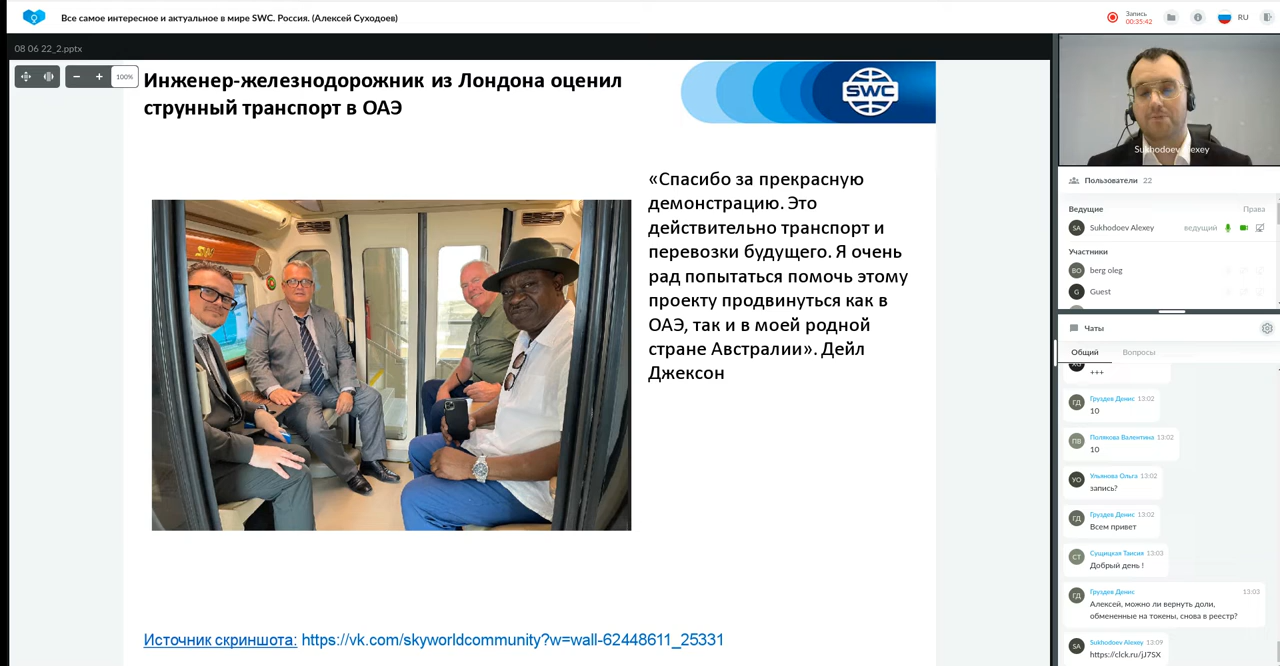 Все самое интересное и актуальное в мире SWC. Россия. (Алексей Суходоев)
Запись
00:35:42
RU
08 06 22_2.pptx
100%
Инженер-железнодорожник из Лондона оценил
струнный транспорт в ОАЭ
SWC
«Спасибо за прекрасную
демонстрацию. Это
действительно транспорт и
перевозки будущего. Я очень
рад попытаться помочь этому
проекту продвинуться как в
ОАЭ, так и в моей родной
стране Австралии». Дейл
Джексон
Источник скриншота: https://vk.com/skyworldcommunity?w=wall-62448611_25331
Sukhodoev Alexey
Пользователи 22
Ведущие Права
SA Sukhodoev Alexey ведущий
Участники
BO berg oleg
G Guest
Чаты
Общий Вопросы
+++
ГД Груздев Денис 13:02
10
ПВ Полякова Валентина 13:02
10
УО Ульянова Ольга 13:02
запись?
ГД Груздев Денис 13:02
Всем привет
СТ Сущицкая Таисия 13:03
Добрый день !
ГД Груздев Денис 13:03
Алексей, можно ли вернуть доли,
обмененные на токены, снова в реестр?
SA Sukhodoev Alexey 13:09
https://clck.ru/jJ7SX